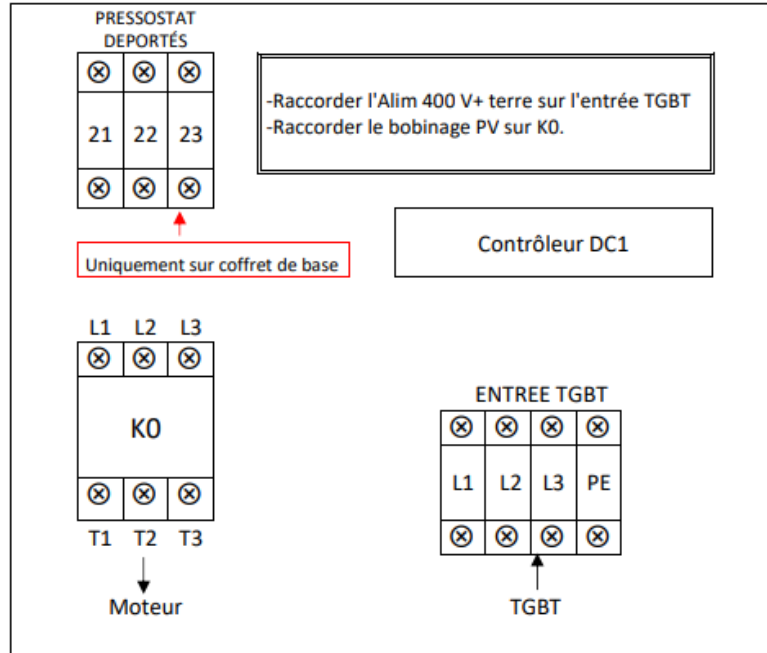 PRESSOSTAT
DEPORTÉS
21 22 23
-Raccorder l'Alim 400 V+ terre sur l'entrée TGBT
-Raccorder le bobinage PV sur K0.
Uniquement sur coffret de base
Contrôleur DC1
L1 L2 L3
K0
T1 T2 T3
Moteur
ENTREE TGBT
L1 L2 L3 PE
TGBT